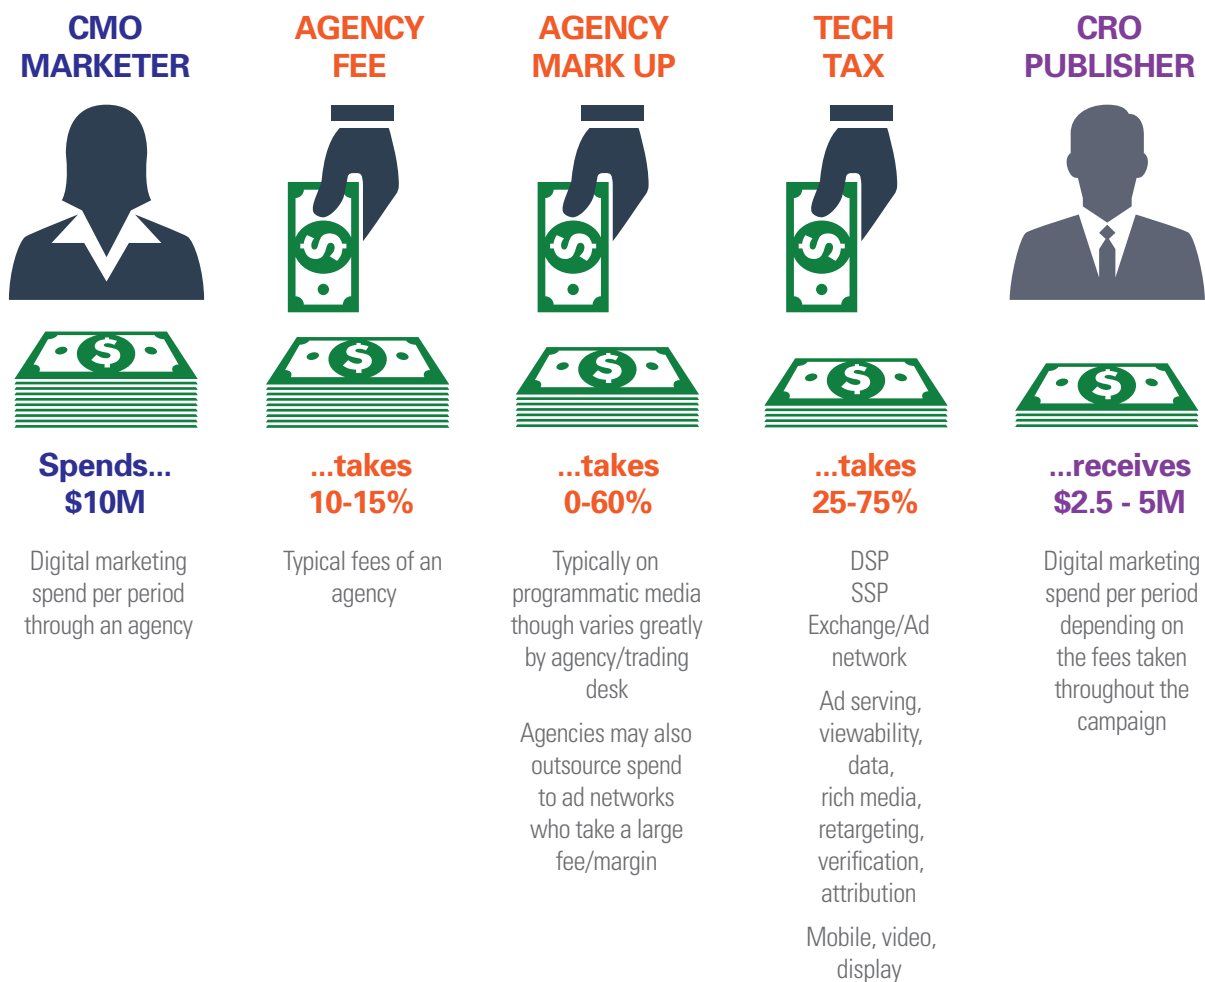 CMO
MARKETER
AGENCY
FEE
AGENCY
MARK UP
TECH
TAX
CRO
PUBLISHER
$
$
$
$
$
$
$
$
Spends...
$10M
...takes
10-15%
...takes
0-60%
...takes
25-75%
...receives
$2.5 - 5M
Digital marketing
spend per period
through an agency
Typical fees of an
agency
Typically on
programmatic media
though varies greatly
by agency/trading
desk
Agencies may also
outsource spend
to ad networks
who take a large
fee/margin
DSP
SSP
Exchange/Ad
network
Ad serving,
viewability,
data,
rich media,
retargeting,
verification,
attribution
Mobile, video,
display
Digital marketing
spend per period
depending on
the fees taken
throughout the
campaign